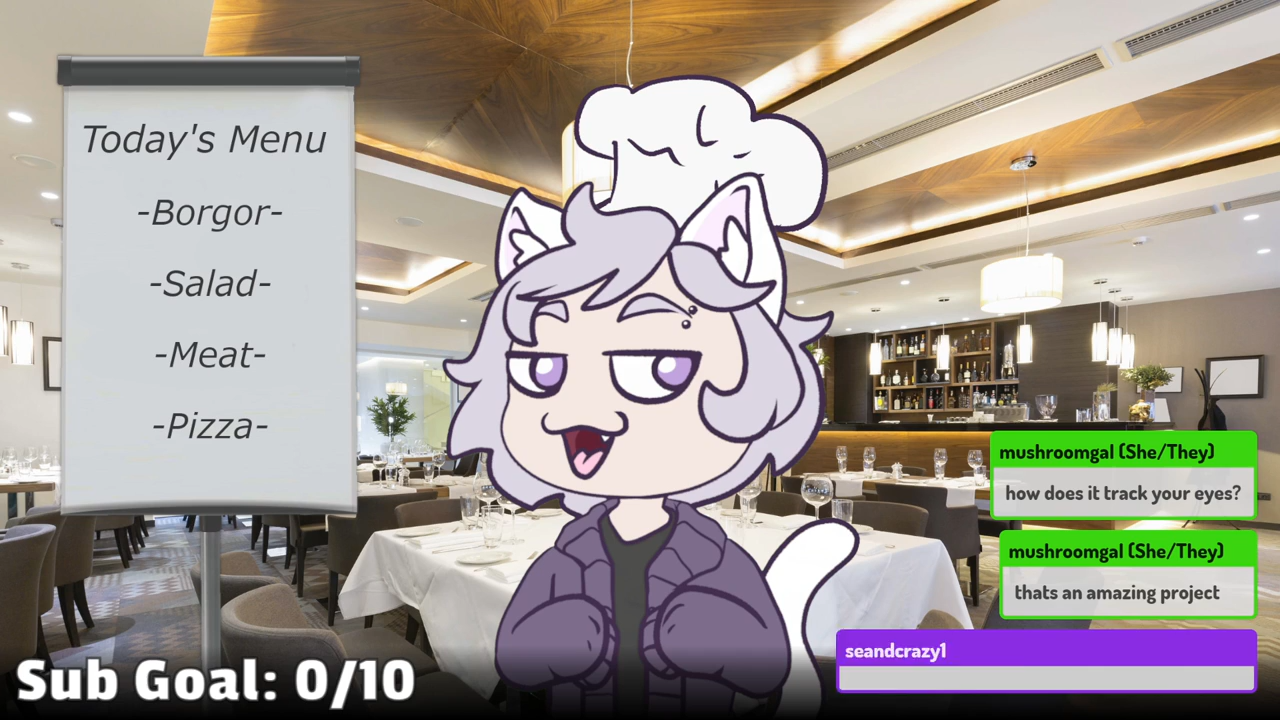 Today's Menu
-Borgor-
-Salad-
-Meat-
-Pizza-
mushroomgal (She/They)
how does it track your eyes?
mushroomgal (She/They)
thats an amazing project
seandcrazy1
Sub Goal: 0/10